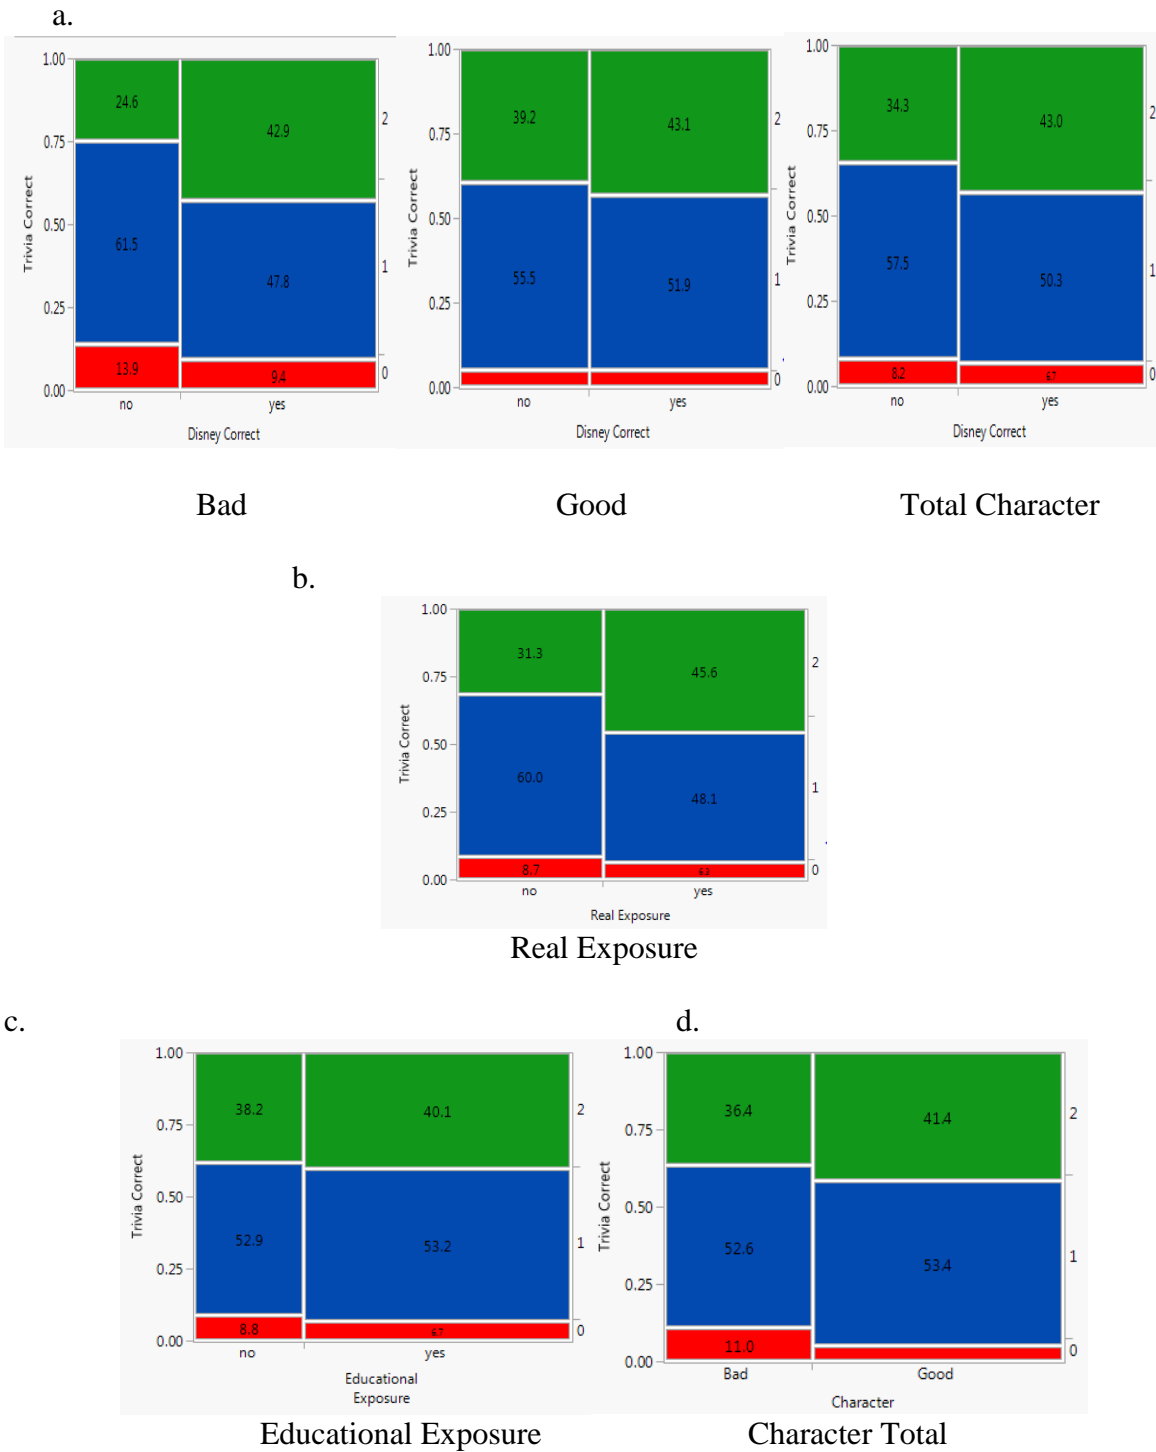 a.
1.00
0.75
0.50
0.25
0.00
Trivia Correct
24.6
61.5
13.9
42.9
47.8
9.4
2
1
0
no yes
Disney Correct
1.00
0.75
0.50
0.25
0.00
Trivia Correct
39.2
55.5
43.1
51.9
2
1
0
no yes
Disney Correct
1.00
0.75
0.50
0.25
0.00
Trivia Correct
34.3
57.5
8.2
43.0
50.3
6.7
2
1
0
no yes
Disney Correct
Bad Good Total Character
b.
1.00
0.75
0.50
0.25
0.00
Trivia Correct
31.3
60.0
8.7
45.6
48.1
2
1
0
no yes
Real Exposure
Real Exposure
c.
1.00
0.75
0.50
0.25
0.00
Trivia Correct
38.2
52.9
8.8
40.1
53.2
6.7
2
1
0
no yes
Educational
Exposure
Educational Exposure
d.
1.00
0.75
0.50
0.25
0.00
Trivia Correct
36.4
52.6
11.0
41.4
53.4
2
1
0
Bad Good
Character
Character Total